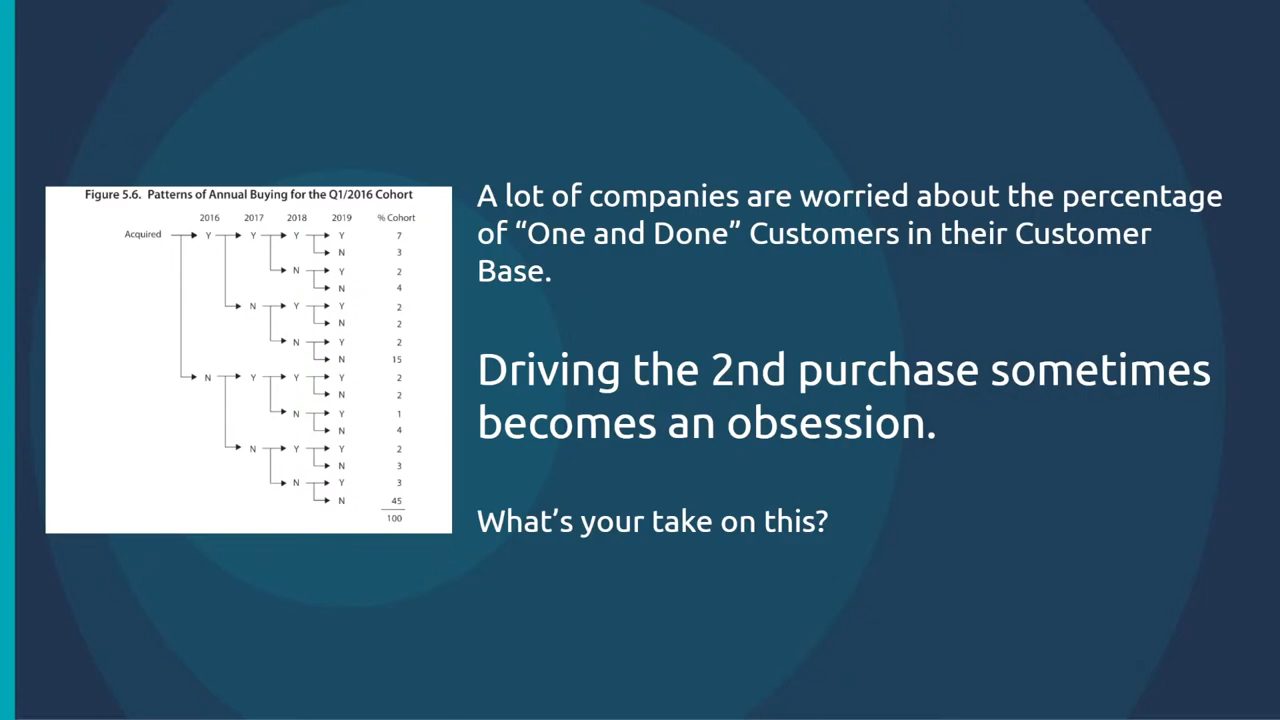 Figure 5.6. Patterns of Annual Buying for the Q1/2016 Cohort
2016 2017 2018 2019 % Cohort
Acquired Y Y Y Y 7
N 3
N Y 2
N 4
N Y Y 2
N 2
N Y 2
N 15
N Y Y Y 2
N 2
N Y 1
N 4
N Y Y 2
N 3
N Y 3
N 45
100
A lot of companies are worried about the percentage
of “One and Done” Customers in their Customer
Base.
Driving the 2nd purchase sometimes
becomes an obsession.
What’s your take on this?